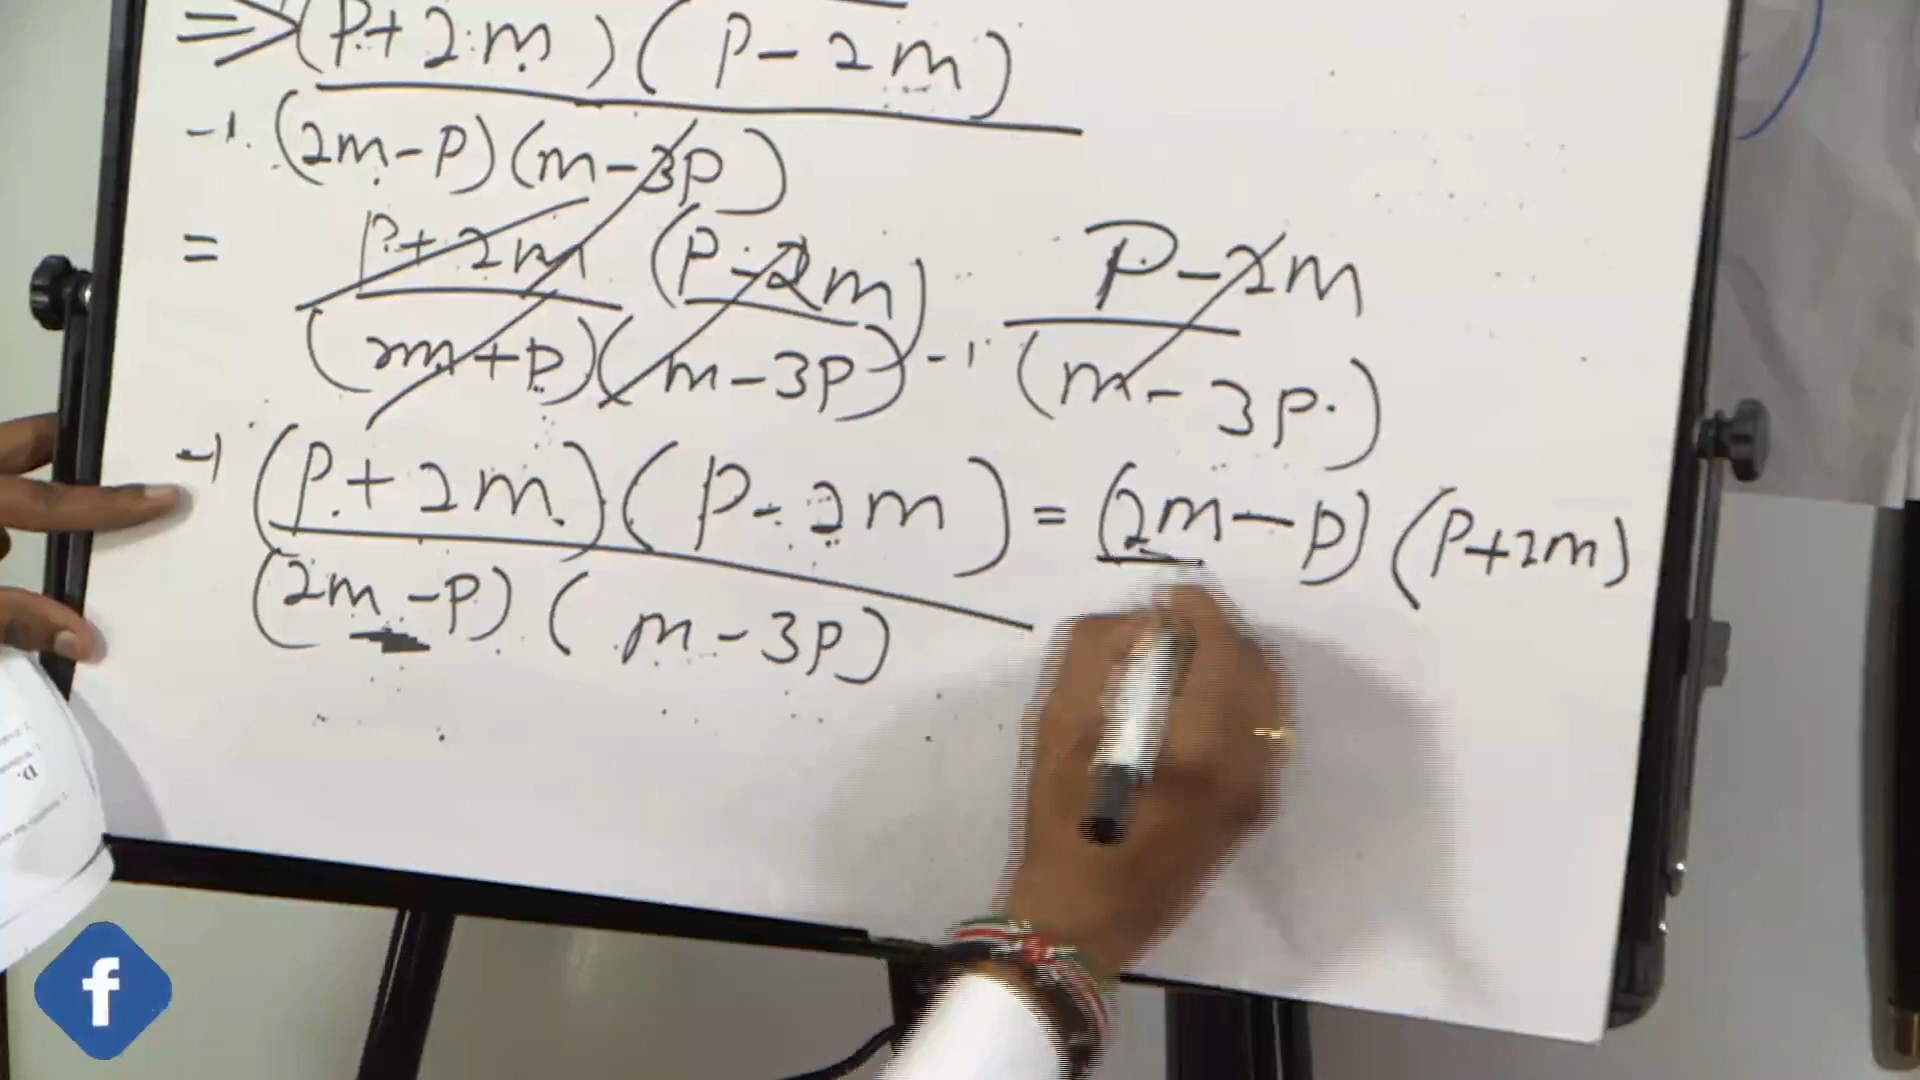 ⇒ (P+2m)(P-2m)
-1 (2m-P)(m-3P)
= P+2m (P-2m) P-2m
(2m+P)(m-3P) -1 (m-3P)
-1 (P+2m)(P-2m) = (2m-P)(P+2m)
(2m-P)(m-3P)
D.
f